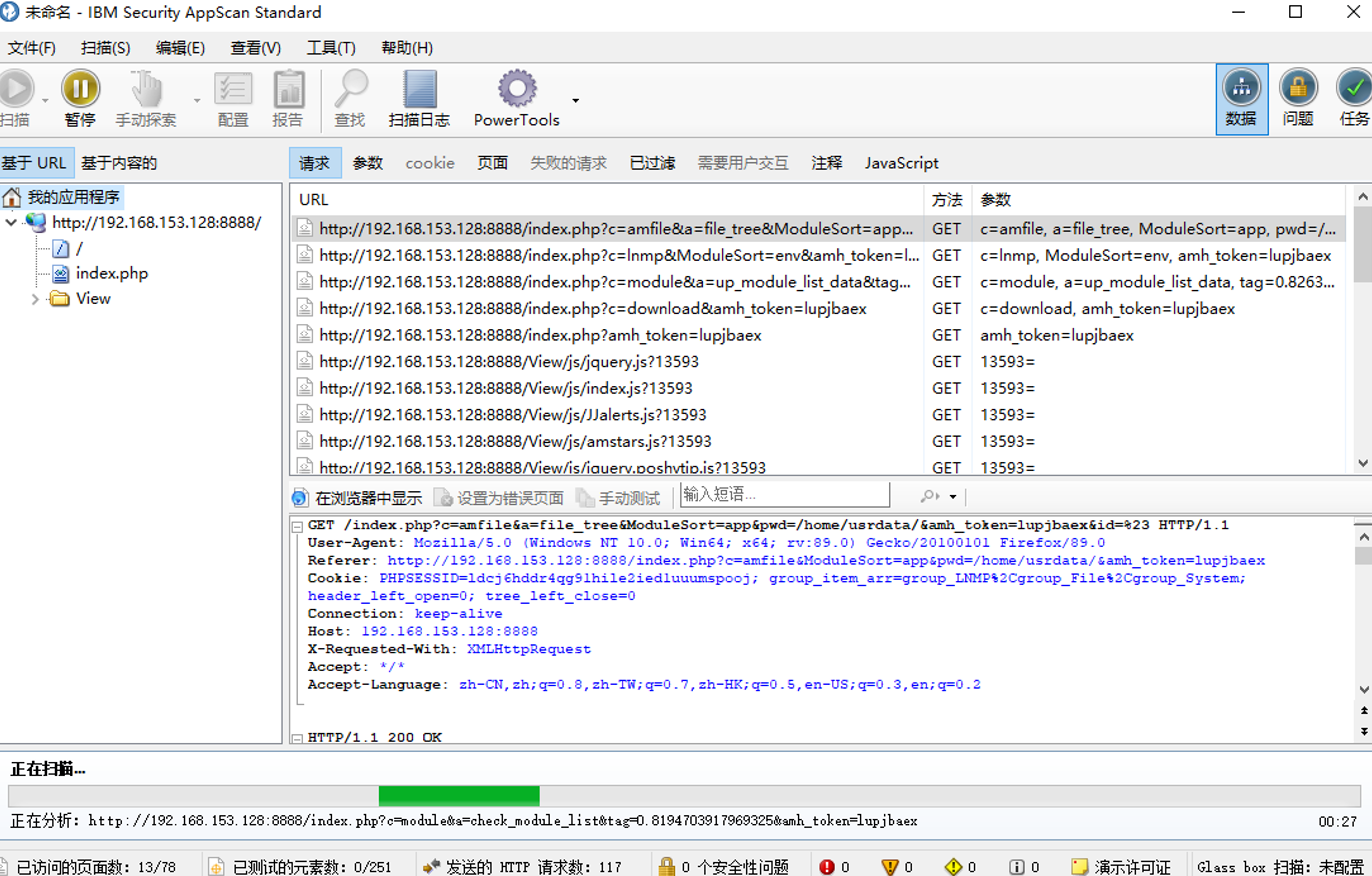 未命名 - IBM Security AppScan Standard
文件(F) 扫描(S) 编辑(E) 查看(V) 工具(T) 帮助(H)
扫描 暂停 手动探索 配置 报告 查找 扫描日志 PowerTools 数据 问题 任务
基于 URL 基于内容的 请求 参数 cookie 页面 失败的请求 已过滤 需要用户交互 注释 JavaScript
我的应用程序
http://192.168.153.128:8888/
/
index.php
View
URL 方法 参数
http://192.168.153.128:8888/index.php?c=amfile&a=file_tree&ModuleSort=app... GET c=amfile, a=file_tree, ModuleSort=app, pwd=/...
http://192.168.153.128:8888/index.php?c=lnmp&ModuleSort=env&amh_token=l... GET c=lnmp, ModuleSort=env, amh_token=lupjbaex
http://192.168.153.128:8888/index.php?c=module&a=up_module_list_data&tag... GET c=module, a=up_module_list_data, tag=0.8263...
http://192.168.153.128:8888/index.php?c=download&amh_token=lupjbaex GET c=download, amh_token=lupjbaex
http://192.168.153.128:8888/index.php?amh_token=lupjbaex GET amh_token=lupjbaex
http://192.168.153.128:8888/View/js/jquery.js?13593 GET 13593=
http://192.168.153.128:8888/View/js/index.js?13593 GET 13593=
http://192.168.153.128:8888/View/js/JJalerts.js?13593 GET 13593=
http://192.168.153.128:8888/View/js/amstars.js?13593 GET 13593=
http://192.168.153.128:8888/View/js/jquery.poshytip.js?13593 GET 13593=
在浏览器中显示 设置为错误页面 手动测试 输入短语...
GET /index.php?c=amfile&a=file_tree&ModuleSort=app&pwd=/home/usrdata/&amh_token=lupjbaex&id=%23 HTTP/1.1
User-Agent: Mozilla/5.0 (Windows NT 10.0; Win64; x64; rv:89.0) Gecko/20100101 Firefox/89.0
Referer: http://192.168.153.128:8888/index.php?c=amfile&ModuleSort=app&pwd=/home/usrdata/&amh_token=lupjbaex
Cookie: PHPSESSID=ldcj6hddr4qg9lhile2ied1uuumspooj; group_item_arr=group_LNMP%2Cgroup_File%2Cgroup_System;
header_left_open=0; tree_left_close=0
Connection: keep-alive
Host: 192.168.153.128:8888
X-Requested-With: XMLHttpRequest
Accept: */*
Accept-Language: zh-CN,zh;q=0.8,zh-TW;q=0.7,zh-HK;q=0.5,en-US;q=0.3,en;q=0.2
HTTP/1.1 200 OK
正在扫描...
正在分析: http://192.168.153.128:8888/index.php?c=module&a=check_module_list&tag=0.8194703917969325&amh_token=lupjbaex 00:27
已访问的页面数: 13/78 已测试的元素数: 0/251 发送的 HTTP 请求数: 117 0 个安全性问题 0 0 0 0 演示许可证 Glass box 扫描: 未配置